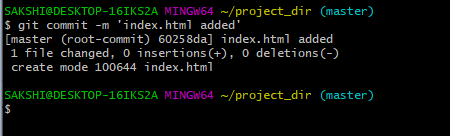 SAKSHI@DESKTOP-16IKS2A MINGW64 ~/project_dir (master)
$ git commit -m 'index.html added'
[master (root-commit) 60258da] index.html added
 1 file changed, 0 insertions(+), 0 deletions(-)
 create mode 100644 index.html
SAKSHI@DESKTOP-16IKS2A MINGW64 ~/project_dir (master)
$